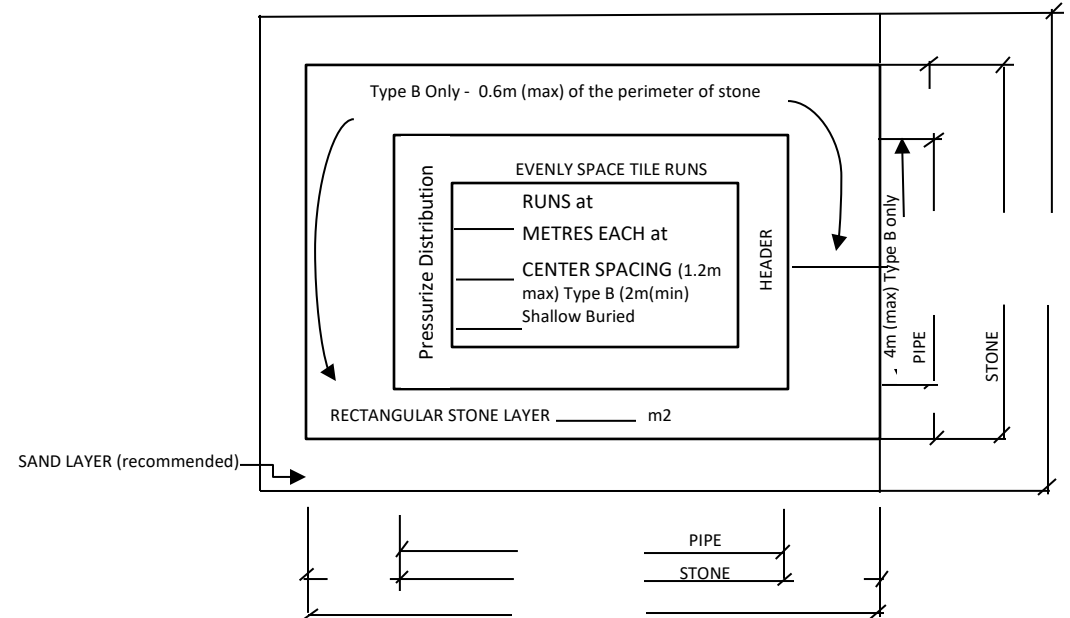 Type B Only - 0.6m (max) of the perimeter of stone
EVENLY SPACE TILE RUNS
Pressurize Distribution
RUNS at
METRES EACH at
CENTER SPACING (1.2m
max) Type B (2m(min)
Shallow Buried
HEADER
4m (max) Type B only
PIPE
STONE
RECTANGULAR STONE LAYER ________ m2
SAND LAYER (recommended)
PIPE
STONE